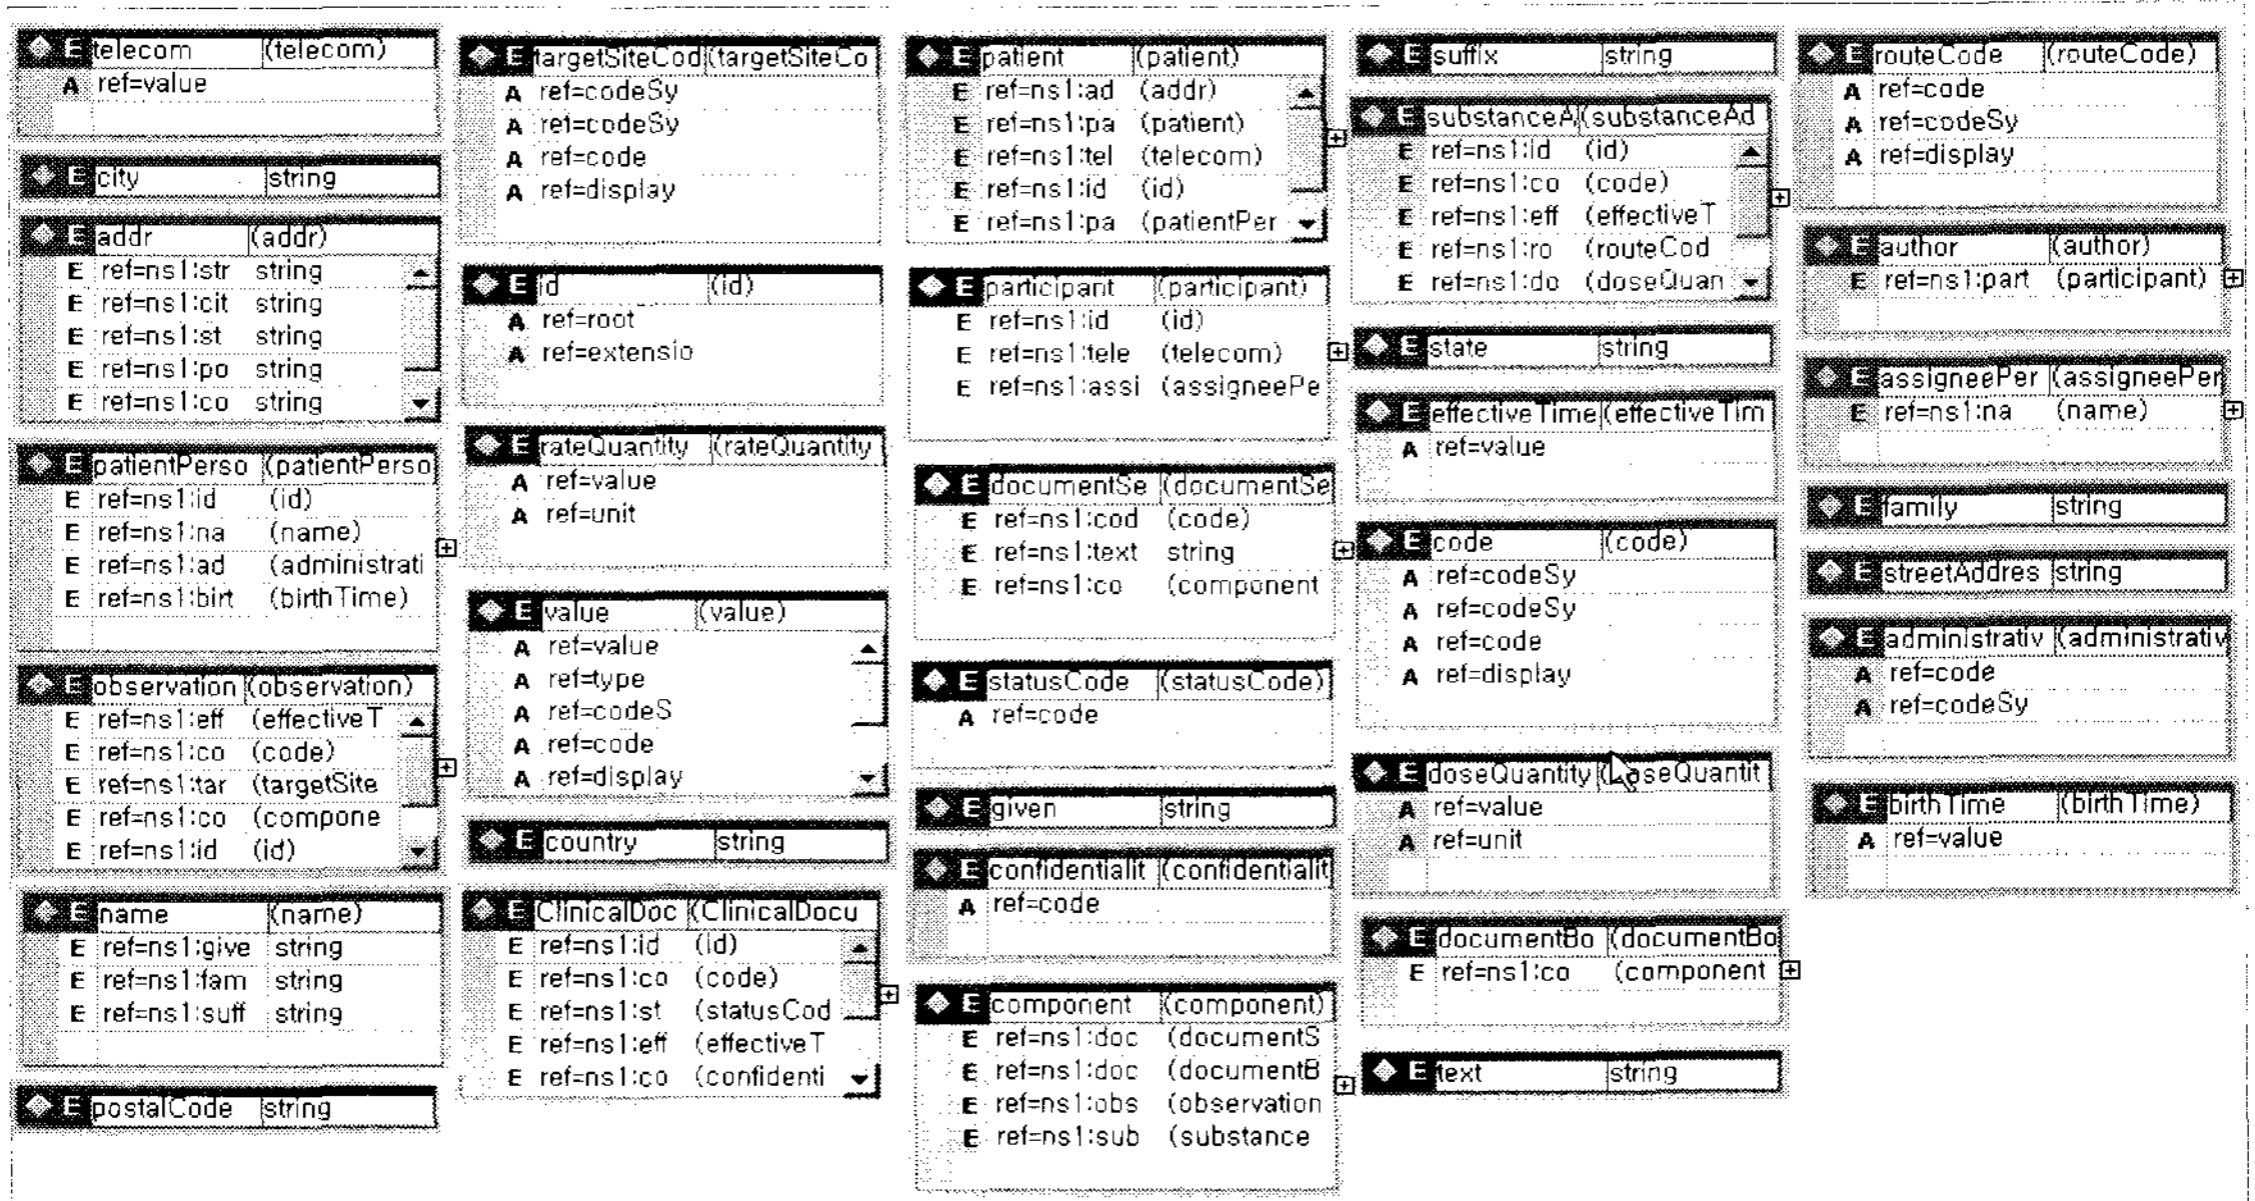 E telecom (telecom)
A ref=value
E city string
E addr (addr)
E ref=ns1:str string
E ref=ns1:cit string
E ref=ns1:st string
E ref=ns1:po string
E ref=ns1:co string
E patientPerso (patientPerso
E ref=ns1:id (id)
E ref=ns1:na (name)
E ref=ns1:ad (administrati
E ref=ns1:birt (birthTime)
E observation (observation)
E ref=ns1:eff (effectiveT
E ref=ns1:co (code)
E ref=ns1:tar (targetSite
E ref=ns1:co (compone
E ref=ns1:id (id)
E name (name)
E ref=ns1:give string
E ref=ns1:fam string
E ref=ns1:suff string
E postalCode string
E targetSiteCod (targetSiteCo
A ref=codeSy
A ref=codeSy
A ref=code
A ref=display
E id (id)
A ref=root
A ref=extensio
E rateQuantity (rateQuantity
A ref=value
A ref=unit
E value (value)
A ref=value
A ref=type
A ref=codeS
A ref=code
A ref=display
E country string
E ClinicalDoc (ClinicalDocu
E ref=ns1:id (id)
E ref=ns1:co (code)
E ref=ns1:st (statusCod
E ref=ns1:eff (effectiveT
E ref=ns1:co (confidenti
E patient (patient)
E ref=ns1:ad (addr)
E ref=ns1:pa (patient)
E ref=ns1:tel (telecom)
E ref=ns1:id (id)
E ref=ns1:pa (patientPer
E participant (participant)
E ref=ns1:id (id)
E ref=ns1:tele (telecom)
E ref=ns1:assi (assigneePe
E documentSe (documentSe
E ref=ns1:cod (code)
E ref=ns1:text string
E ref=ns1:co (component
E statusCode (statusCode)
A ref=code
E given string
E confidentialit (confidentialit
A ref=code
E component (component)
E ref=ns1:doc (documentS
E ref=ns1:doc (documentB
E ref=ns1:obs (observation
E ref=ns1:sub (substance
E suffix string
E substanceA (substanceAd
E ref=ns1:id (id)
E ref=ns1:co (code)
E ref=ns1:eff (effectiveT
E ref=ns1:ro (routeCod
E ref=ns1:do (doseQuan
E state string
E effectiveTime (effectiveTim
A ref=value
E code (code)
A ref=codeSy
A ref=codeSy
A ref=code
A ref=display
E doseQuantity (doseQuantit
A ref=value
A ref=unit
E documentBo (documentBo
E ref=ns1:co (component
E text string
E routeCode (routeCode)
A ref=code
A ref=codeSy
A ref=display
E author (author)
E ref=ns1:part (participant)
E assigneePer (assigneePer
E ref=ns1:na (name)
E family string
E streetAddres string
E administrativ (administrativ
A ref=code
A ref=codeSy
E birthTime (birthTime)
A ref=value